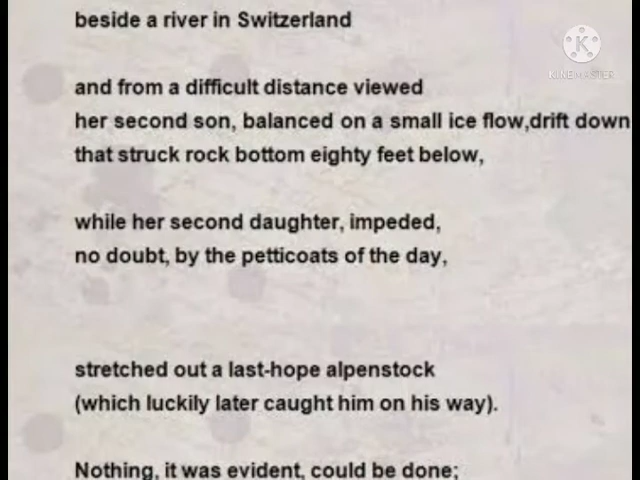 beside a river in Switzerland
KINEMASTER
and from a difficult distance viewed
her second son, balanced on a small ice flow,drift down
that struck rock bottom eighty feet below,
while her second daughter, impeded,
no doubt, by the petticoats of the day,
stretched out a last-hope alpenstock
(which luckily later caught him on his way).
Nothing, it was evident, could be done;